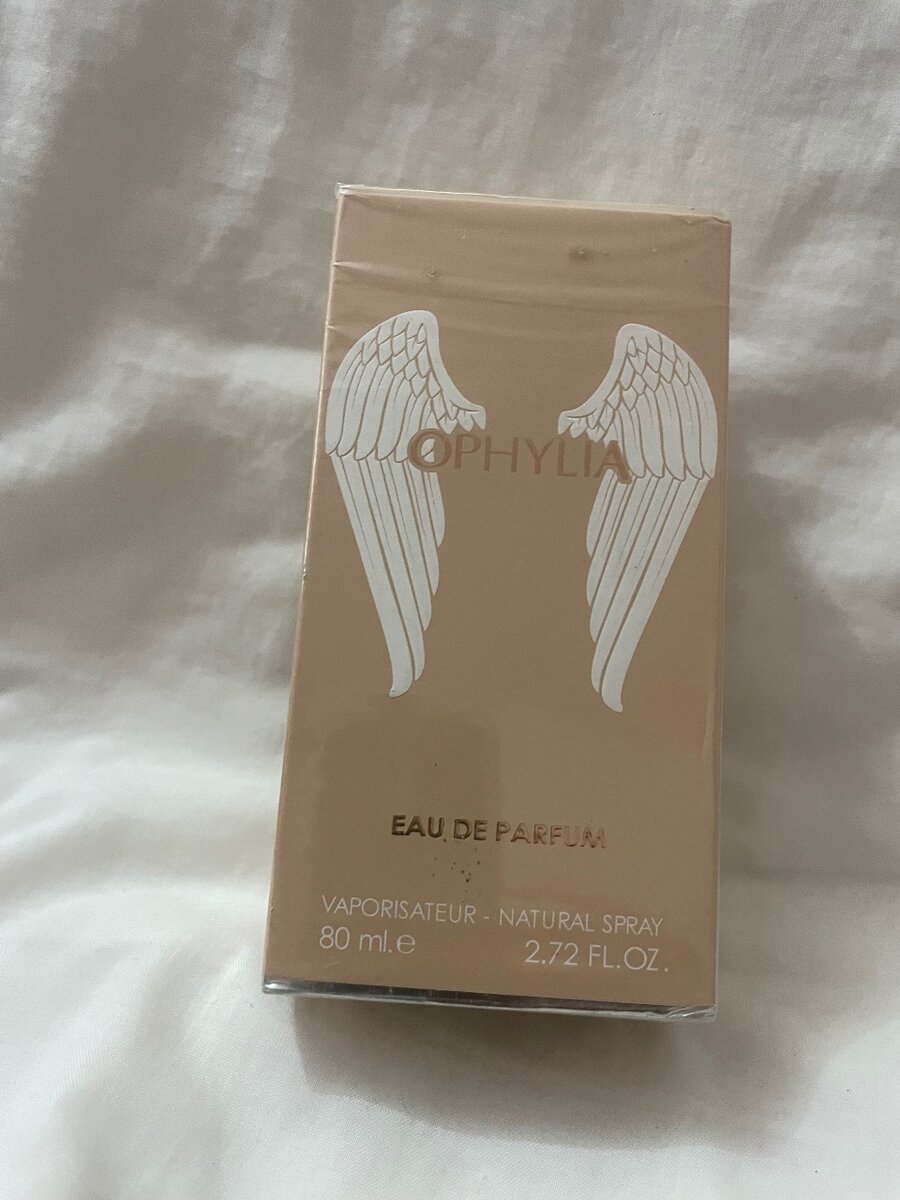 OPHYLIA
EAU DE PARFUM
VAPORISATEUR - NATURAL SPRAY
80 ml.e 2.72 FL.OZ.